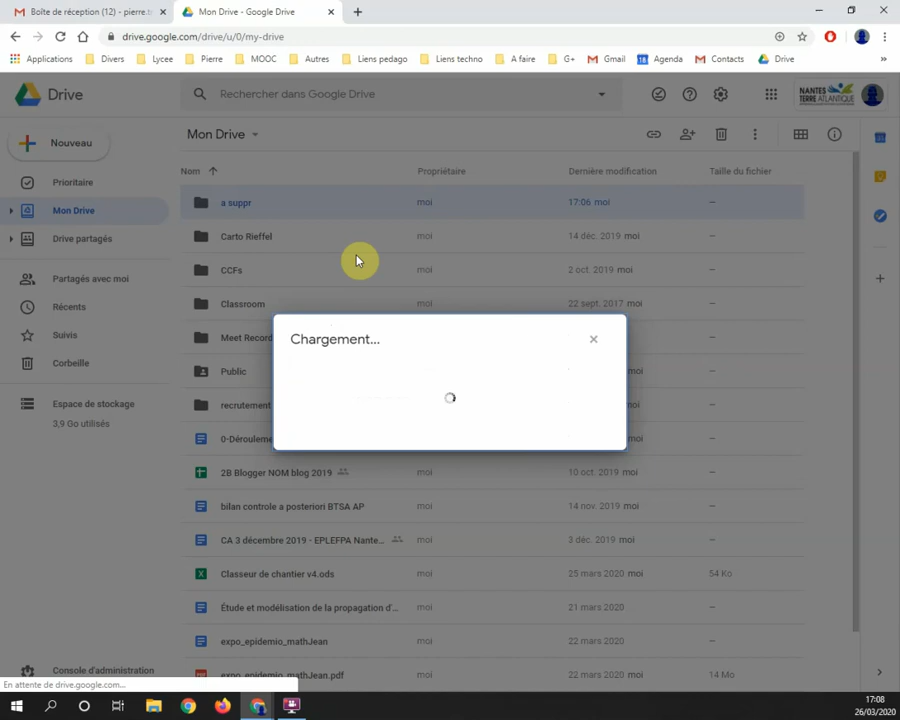 Boîte de réception (12) - pierre.t
Mon Drive - Google Drive
drive.google.com/drive/u/0/my-drive
Applications
Divers
Lycee
Pierre
MOOC
Autres
Liens pedago
Liens techno
A faire
G+
Gmail
Agenda
Contacts
Drive
»
Drive
Rechercher dans Google Drive
NANTES
TERRE ATLANTIQUE
Nouveau
Mon Drive
Nom
Propriétaire
Dernière modification
Taille du fichier
Prioritaire
Mon Drive
Drive partagés
Partagés avec moi
Récents
Suivis
Corbeille
Espace de stockage
3,9 Go utilisés
Console d'administration
a suppr moi 17:06 moi –
Carto Rieffel moi 14 déc. 2019 moi –
CCFs moi 2 oct. 2019 moi –
Classroom moi 22 sept. 2017 moi –
Meet Record moi –
Public moi –
recrutement moi –
0-Dérouleme moi –
2B Blogger NOM blog 2019 moi 10 oct. 2019 moi –
bilan controle a posteriori BTSA AP moi 14 nov. 2019 moi –
CA 3 décembre 2019 - EPLEFPA Nante... moi 3 déc. 2019 moi –
Classeur de chantier v4.ods moi 25 mars 2020 moi 54 Ko
Étude et modélisation de la propagation d'... moi 21 mars 2020 –
expo_epidemio_mathJean moi 22 mars 2020 –
expo_epidemio_mathJean.pdf moi 22 mars 2020 moi 14 Mo
Chargement...
En attente de drive.google.com...
17:08
26/03/2020